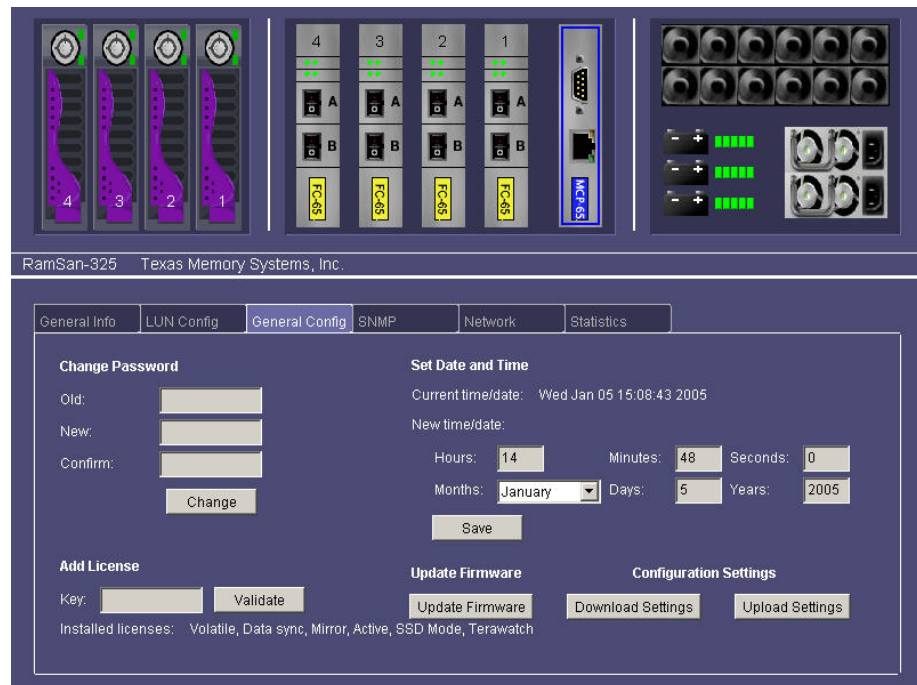 4 3 2 1
A A A A
B B B B
FC-65 FC-65 FC-65 FC-65 MCP-65
4 3 2 1
- +
- +
- +
RamSan-325 Texas Memory Systems, Inc.
General Info LUN Config General Config SNMP Network Statistics
Change Password
Old:
New:
Confirm:
Change
Set Date and Time
Current time/date: Wed Jan 05 15:08:43 2005
New time/date:
Hours: 14 Minutes: 48 Seconds: 0
Months: January Days: 5 Years: 2005
Save
Add License
Key: Validate
Installed licenses: Volatile, Data sync, Mirror, Active, SSD Mode, Terawatch
Update Firmware
Update Firmware
Configuration Settings
Download Settings Upload Settings